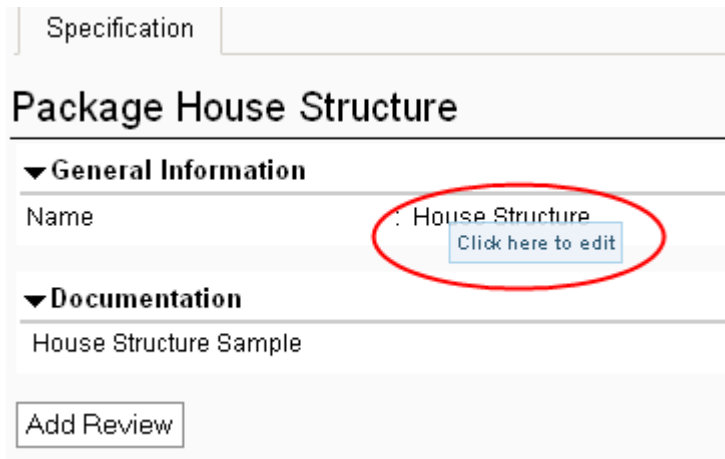 Specification
Package House Structure
General Information
Name : House Structure
Click here to edit
Documentation
House Structure Sample
Add Review